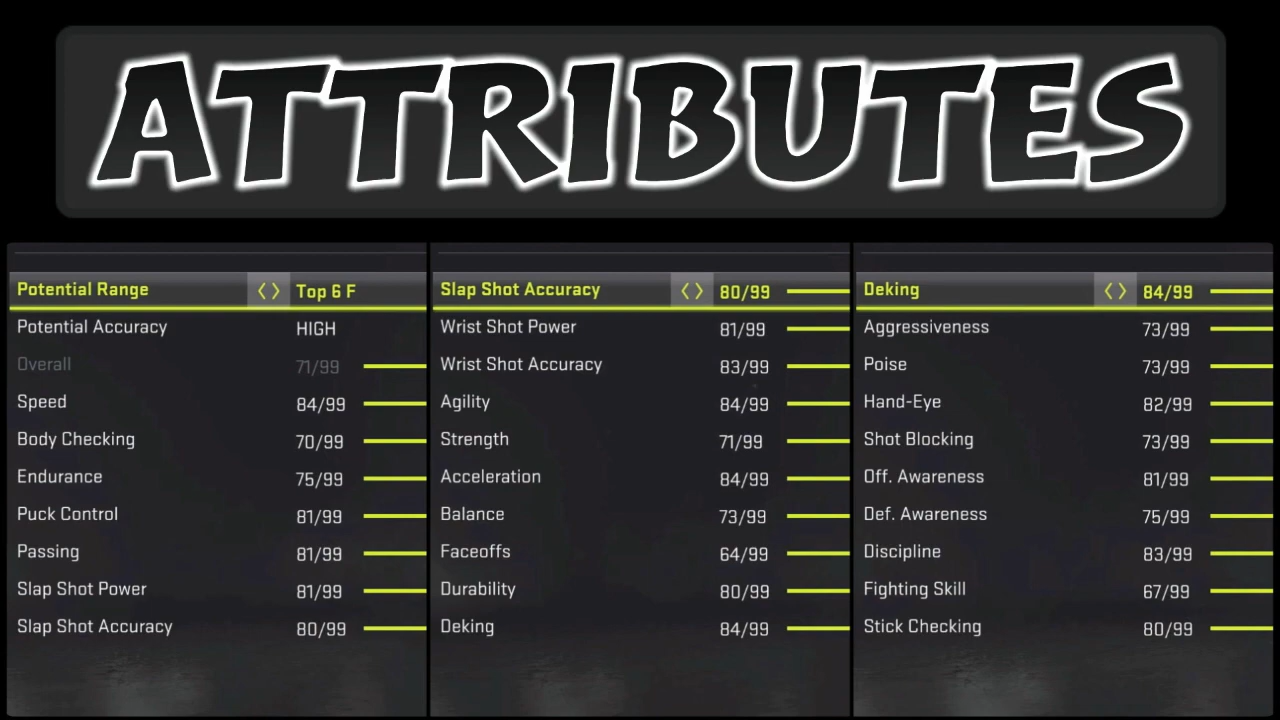 ATTRIBUTES
Potential Range <> Top 6 F
Potential Accuracy HIGH
Overall 71/99
Speed 84/99
Body Checking 70/99
Endurance 75/99
Puck Control 81/99
Passing 81/99
Slap Shot Power 81/99
Slap Shot Accuracy 80/99
Slap Shot Accuracy <> 80/99
Wrist Shot Power 81/99
Wrist Shot Accuracy 83/99
Agility 84/99
Strength 71/99
Acceleration 84/99
Balance 73/99
Faceoffs 64/99
Durability 80/99
Deking 84/99
Deking <> 84/99
Aggressiveness 73/99
Poise 73/99
Hand-Eye 82/99
Shot Blocking 73/99
Off. Awareness 81/99
Def. Awareness 75/99
Discipline 83/99
Fighting Skill 67/99
Stick Checking 80/99